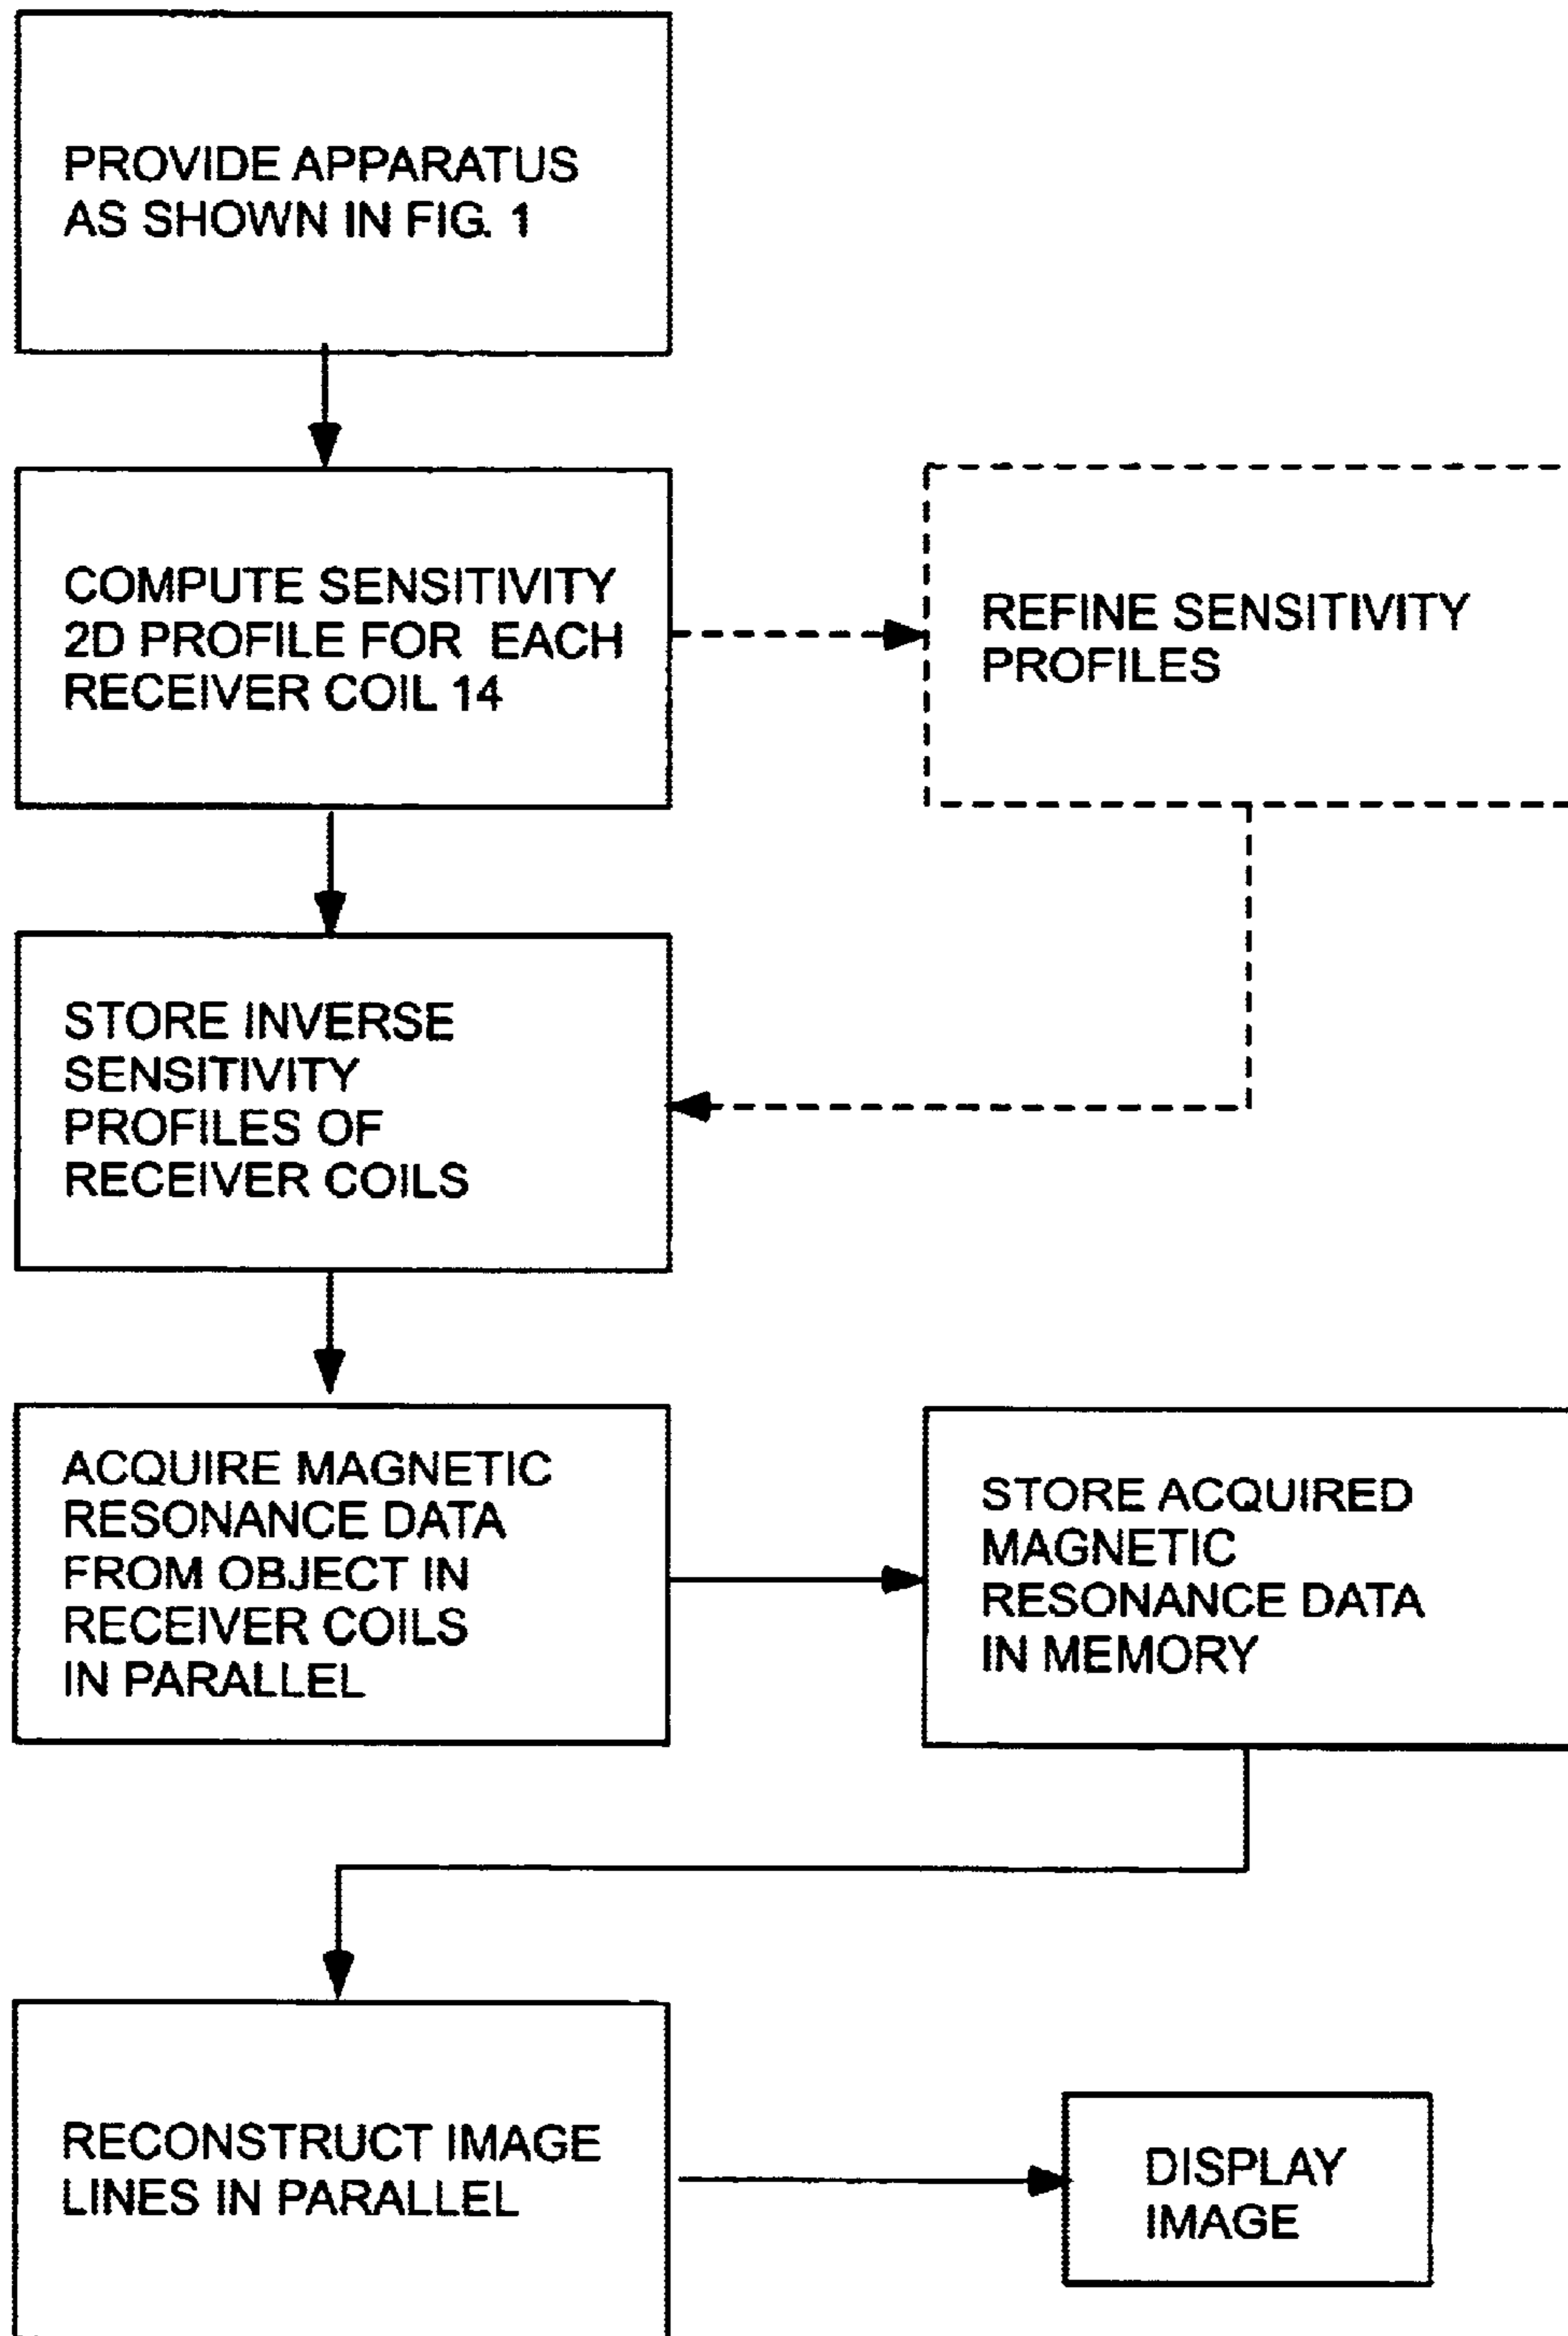 PROVIDE APPARATUS
AS SHOWN IN FIG. 1
COMPUTE SENSITIVITY
2D PROFILE FOR EACH
RECEIVER COIL 14
REFINE SENSITIVITY
PROFILES
STORE INVERSE
SENSITIVITY
PROFILES OF
RECEIVER COILS
ACQUIRE MAGNETIC
RESONANCE DATA
FROM OBJECT IN
RECEIVER COILS
IN PARALLEL
STORE ACQUIRED
MAGNETIC
RESONANCE DATA
IN MEMORY
RECONSTRUCT IMAGE
LINES IN PARALLEL
DISPLAY
IMAGE